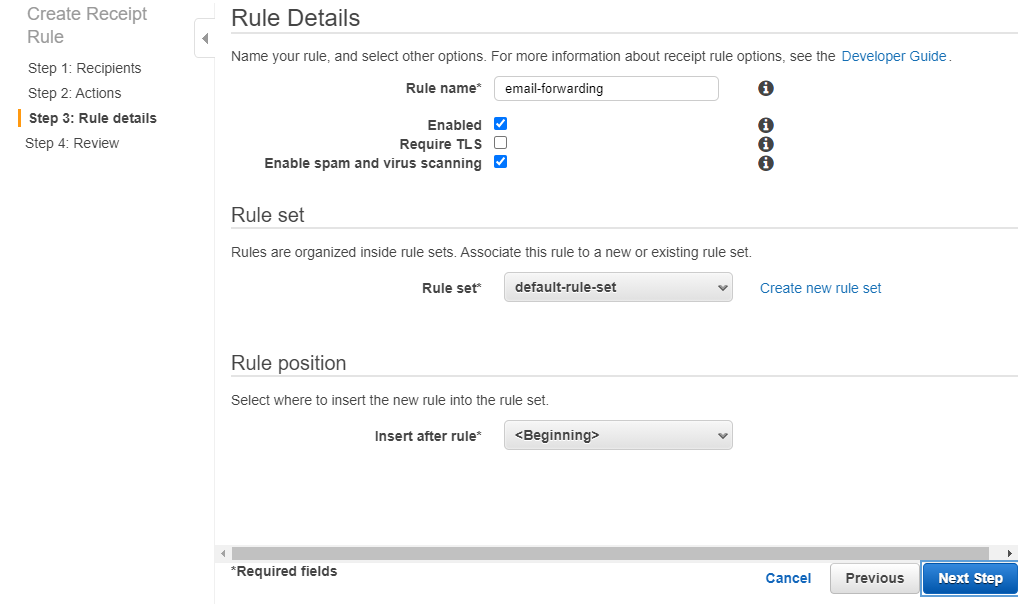 Create Receipt
Rule
Step 1: Recipients
Step 2: Actions
Step 3: Rule details
Step 4: Review
Rule Details
Name your rule, and select other options. For more information about receipt rule options, see the Developer Guide.
Rule name* email-forwarding
Enabled
Require TLS
Enable spam and virus scanning
Rule set
Rules are organized inside rule sets. Associate this rule to a new or existing rule set.
Rule set* default-rule-set Create new rule set
Rule position
Select where to insert the new rule into the rule set.
Insert after rule* <Beginning>
*Required fields
Cancel Previous Next Step